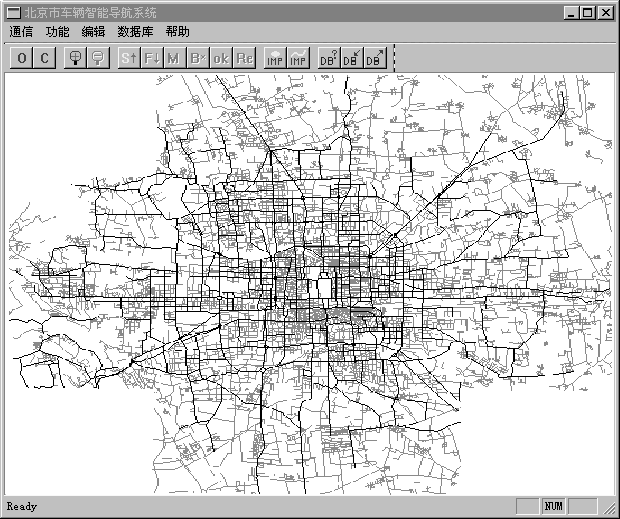 北京市车辆智能导航系统
通信 功能 编辑 数据库 帮助
O C S↑ F↓ M B× ok Re IMP IMP DB? DB DB
Ready NUM